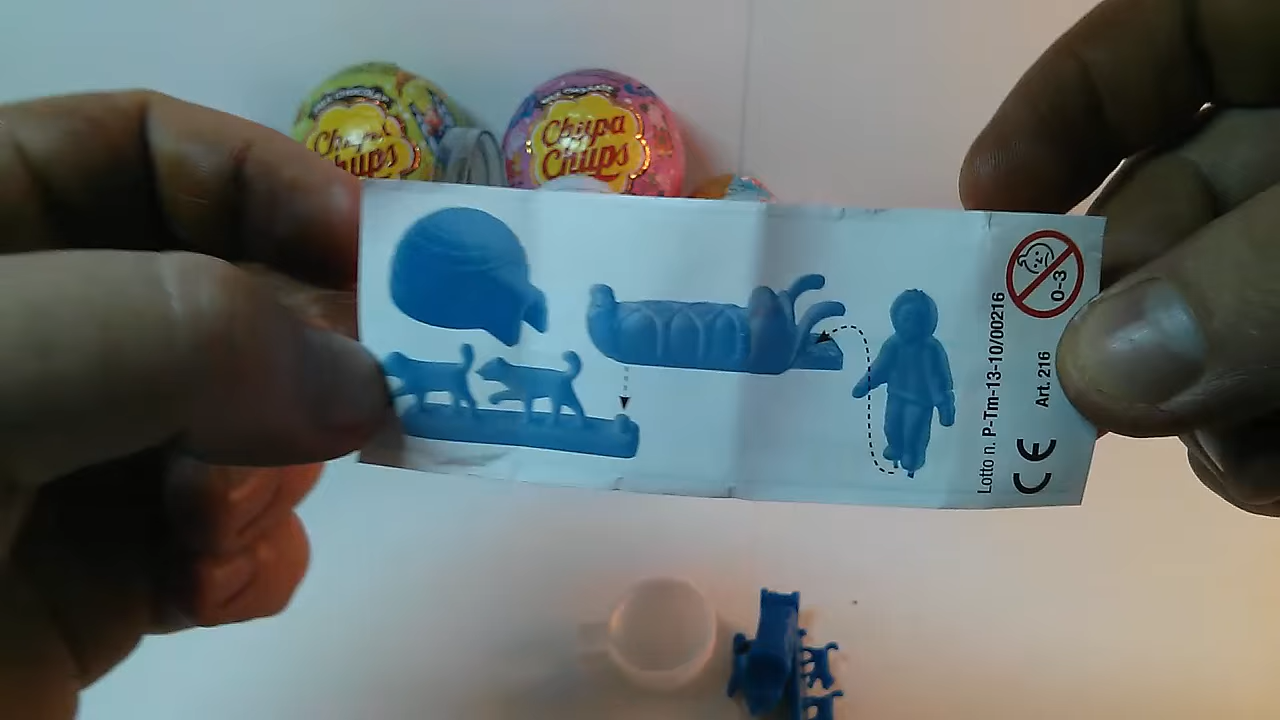 Chupa
Chups
Chupa
Chups
0-3
Lotto n. P-Tm-13-10/00216
Art. 216
CE